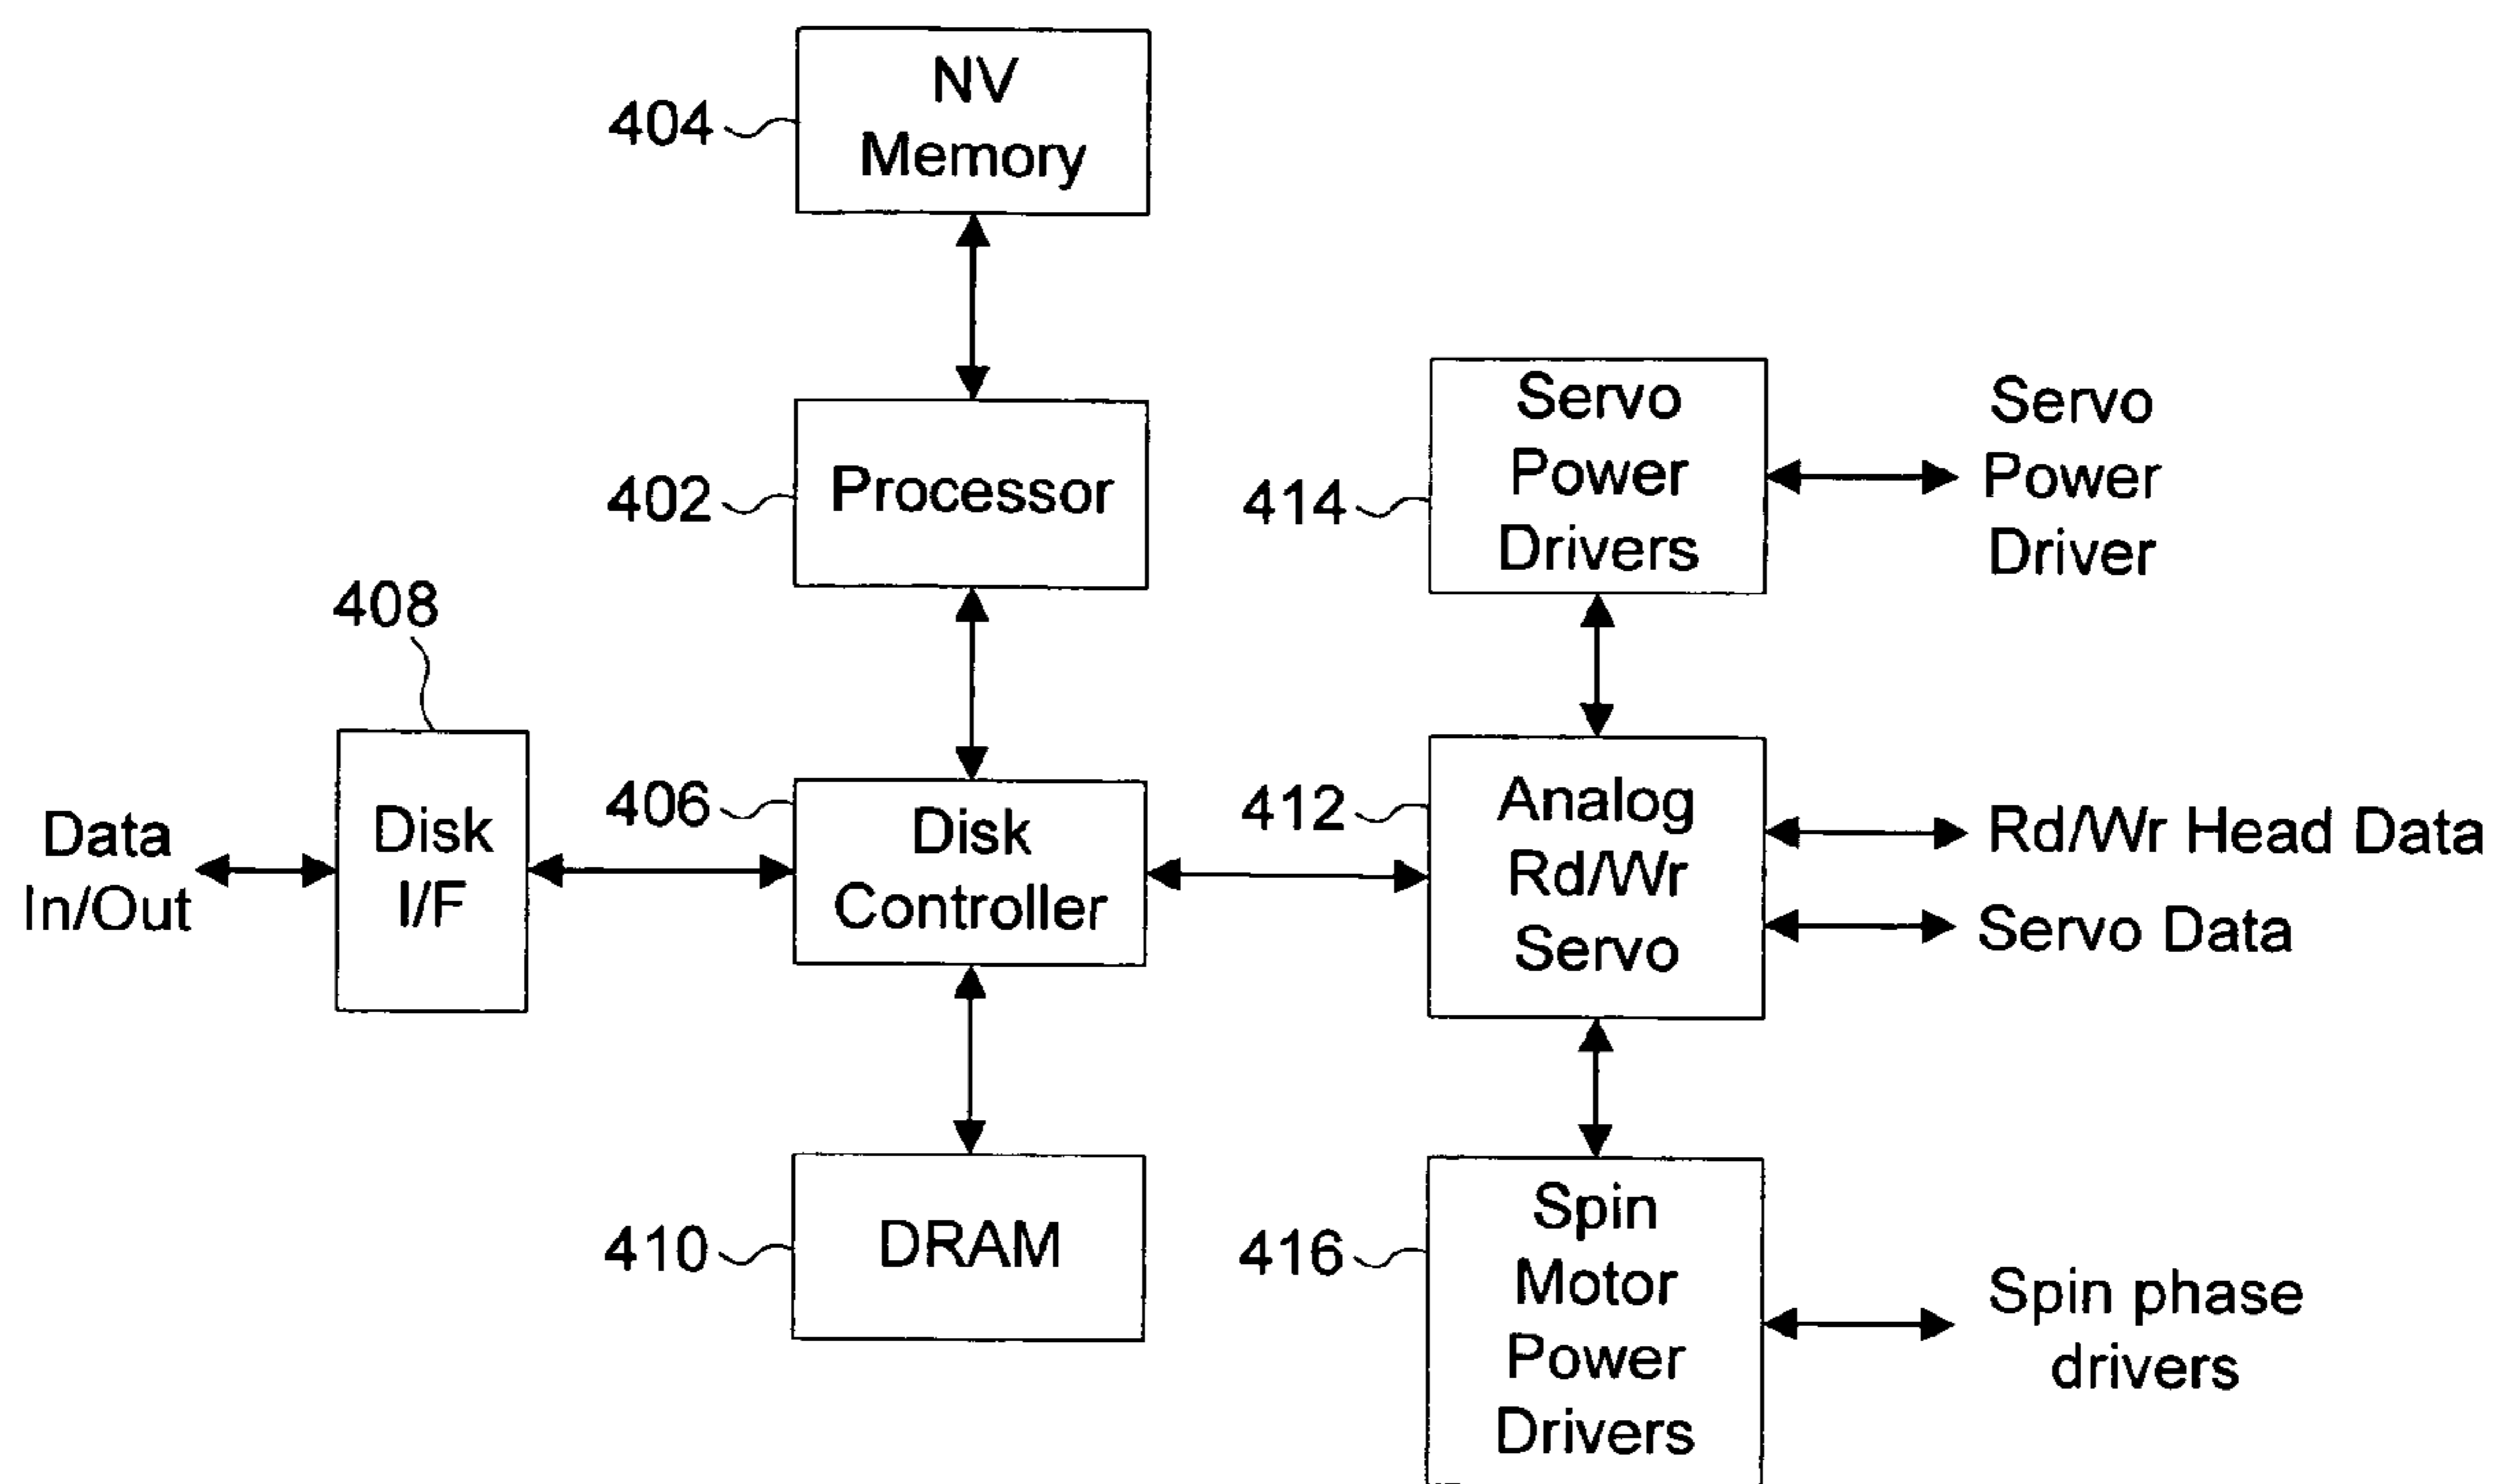 NV
Memory
404
Processor
402
Servo
Power
Drivers
414
Servo
Power
Driver
408
Disk
I/F
Data
In/Out
406
Disk
Controller
412
Analog
Rd/Wr
Servo
Rd/Wr Head Data
Servo Data
410
DRAM
416
Spin
Motor
Power
Drivers
Spin phase
drivers